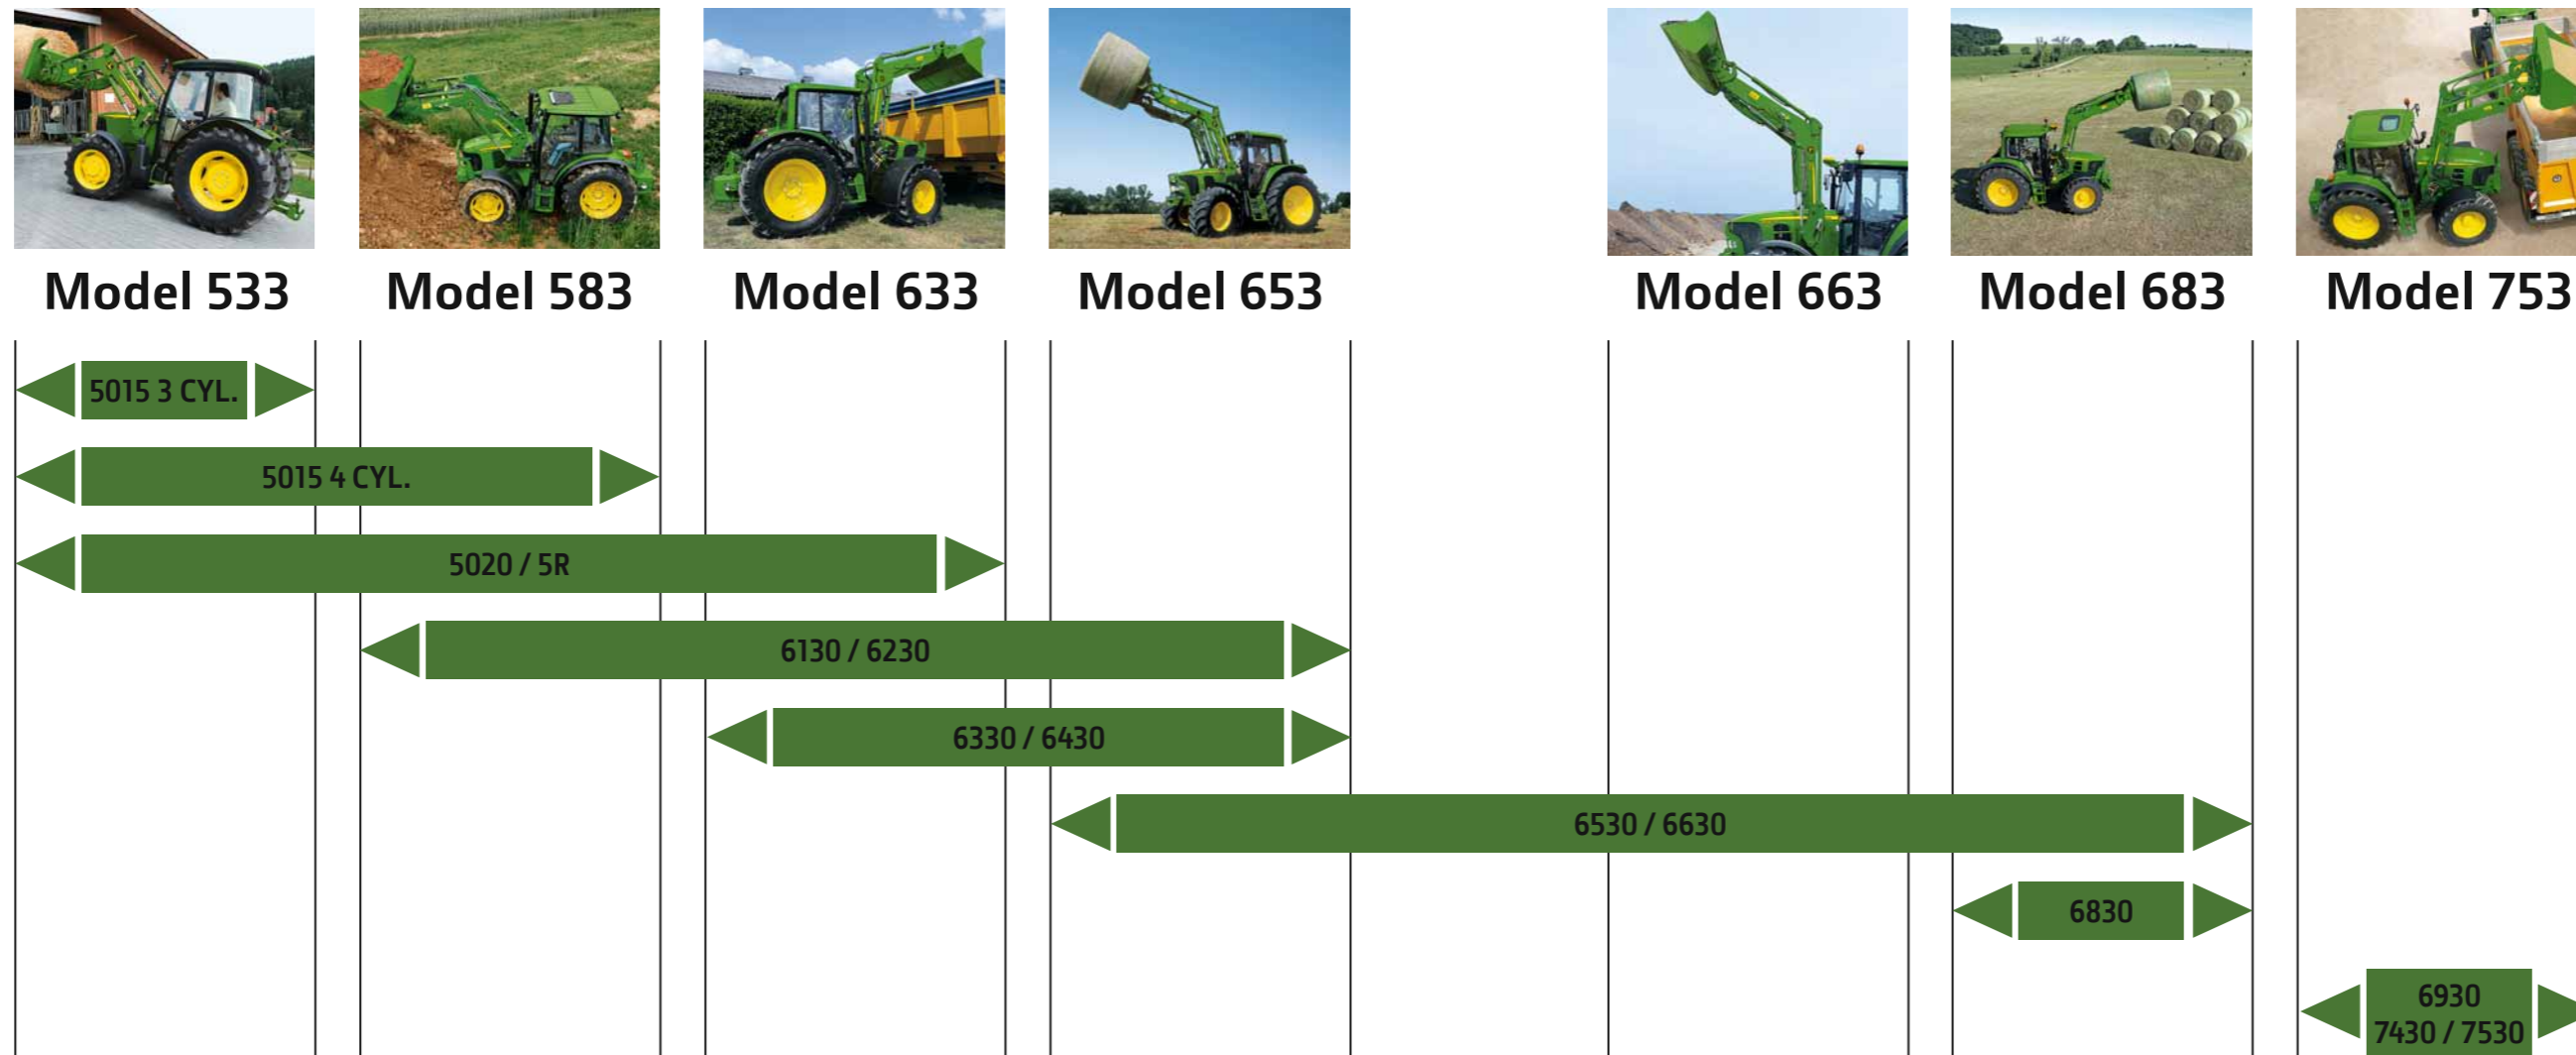 Model 533
Model 583
Model 633
Model 653
Model 663
Model 683
Model 753
5015 3 CYL.
5015 4 CYL.
5020 / 5R
6130 / 6230
6330 / 6430
6530 / 6630
6830
6930
7430 / 7530